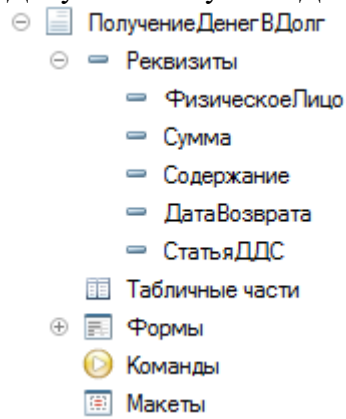 ПолучениеДенегВДолг
Реквизиты
ФизическоеЛицо
Сумма
Содержание
ДатаВозврата
СтатьяДДС
Табличные части
Формы
Команды
Макеты